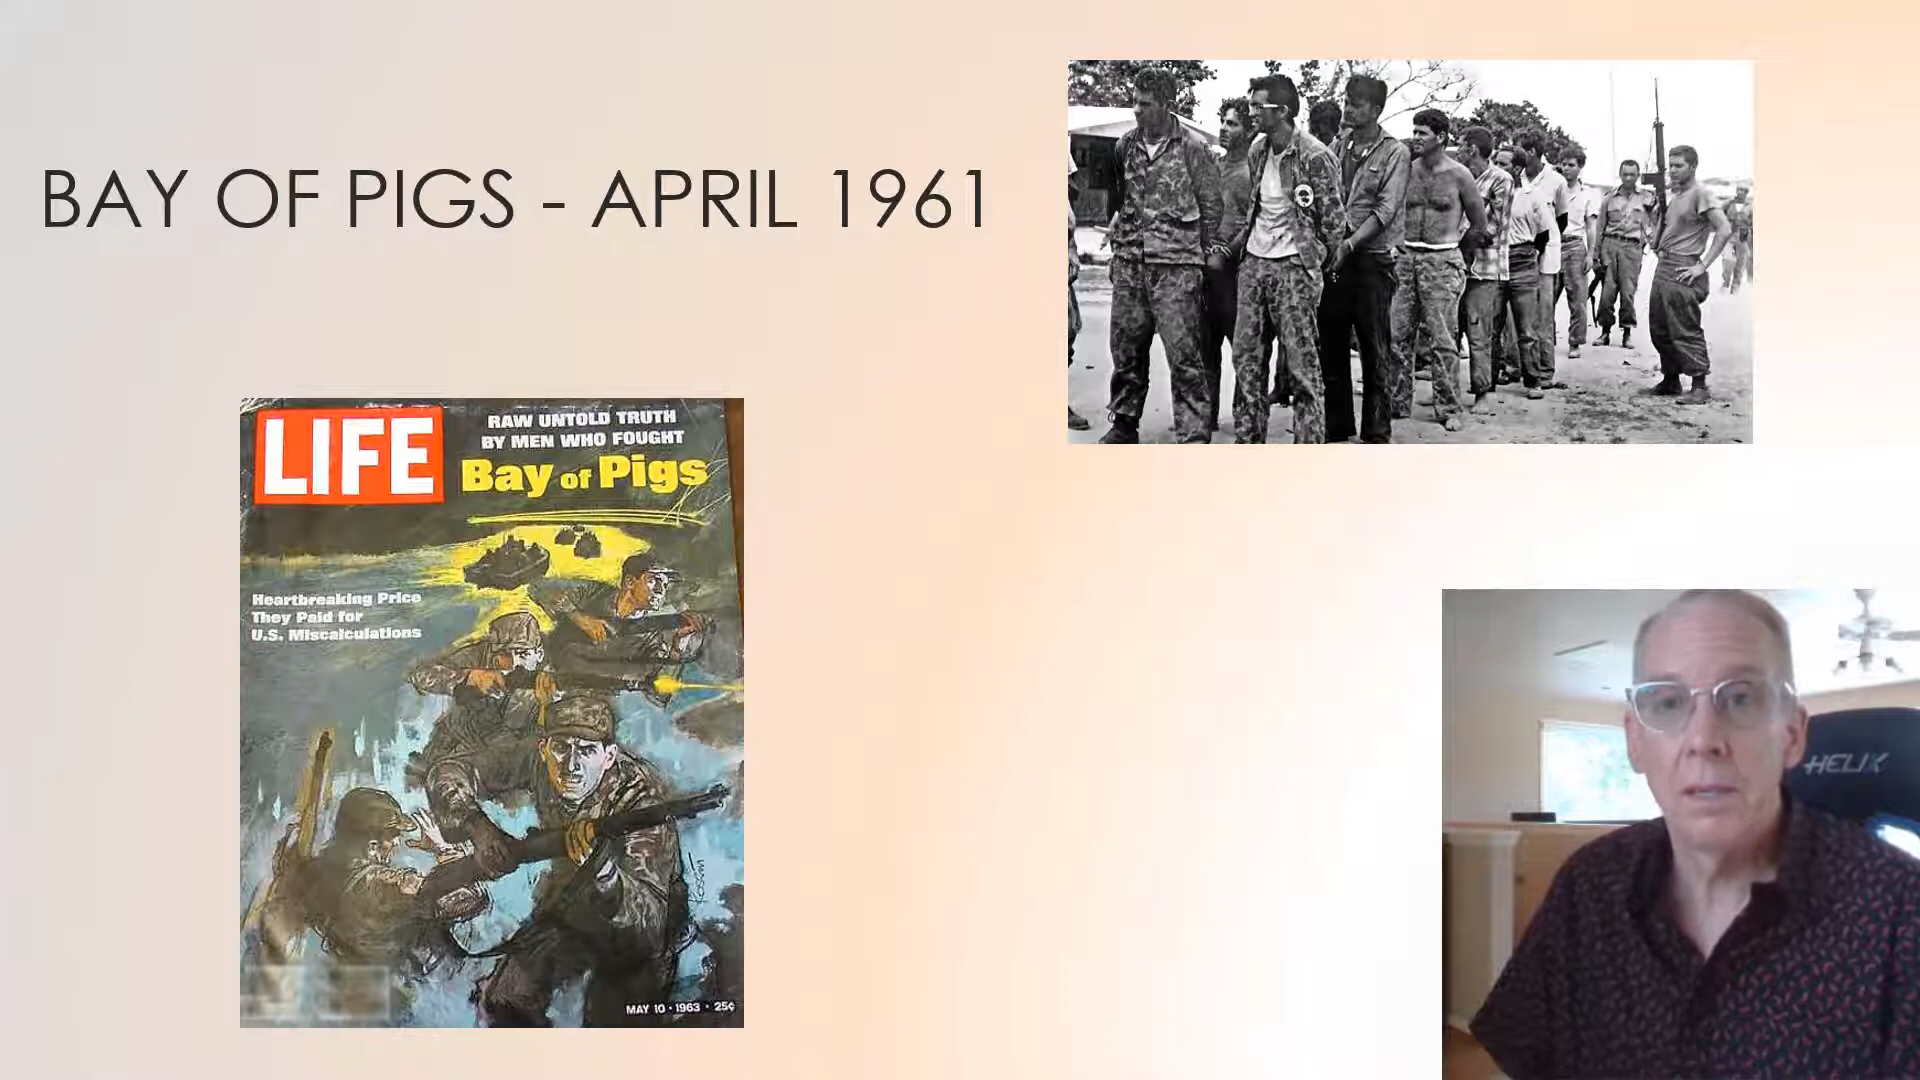 BAY OF PIGS - APRIL 1961
LIFE
RAW UNTOLD TRUTH
BY MEN WHO FOUGHT
Bay of Pigs
Heartbreaking Price
They Paid for
U.S. Miscalculations
MAY 10 · 1963 · 25¢
HELIX